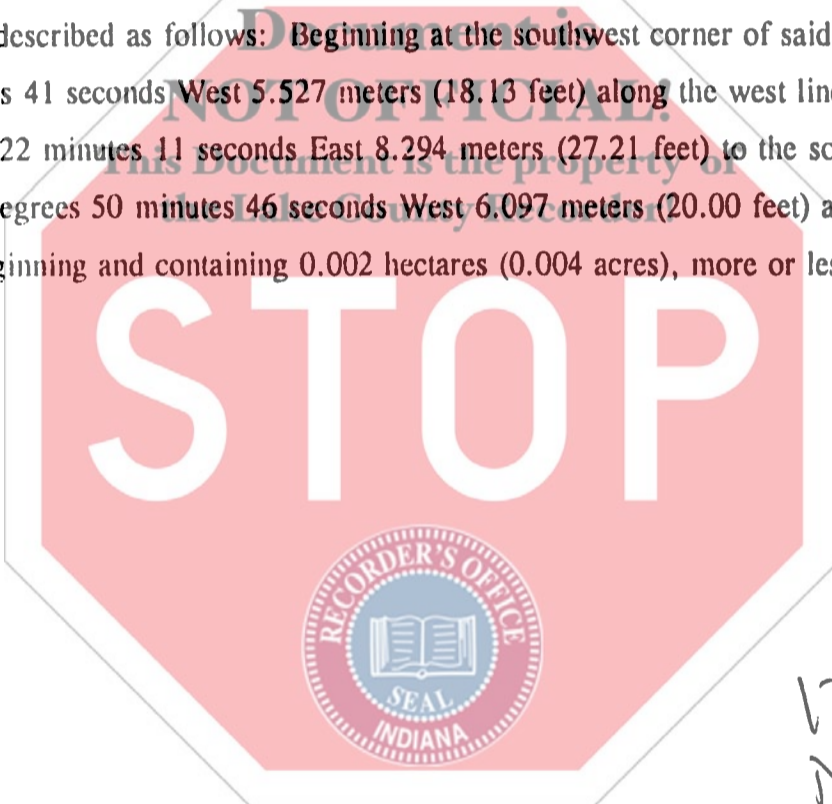 Document is
described as follows: Beginning at the southwest corner of said
s 41 seconds West 5.527 meters (18.13 feet) along the west lin
NOT OFFICIAL!
22 minutes 11 seconds East 8.294 meters (27.21 feet) to the so
This Document is the property of
egrees 50 minutes 46 seconds West 6.097 meters (20.00 feet) a
the Lake County Recorder!
ginning and containing 0.002 hectares (0.004 acres), more or les
STOP
RECORDER'S OFFICE
SEAL
INDIANA